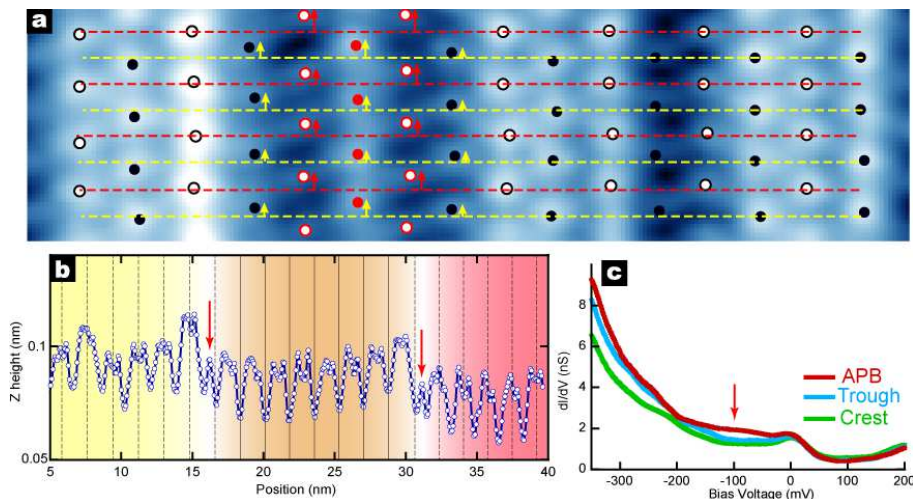 a
b
0.1
0.05
Z height (nm)
5 10 15 20 25 30 35 40
Position (nm)
c
8
6
4
2
0
dI/dV (nS)
APB
Trough
Crest
-300 -200 -100 0 100 200
Bias Voltage (mV)